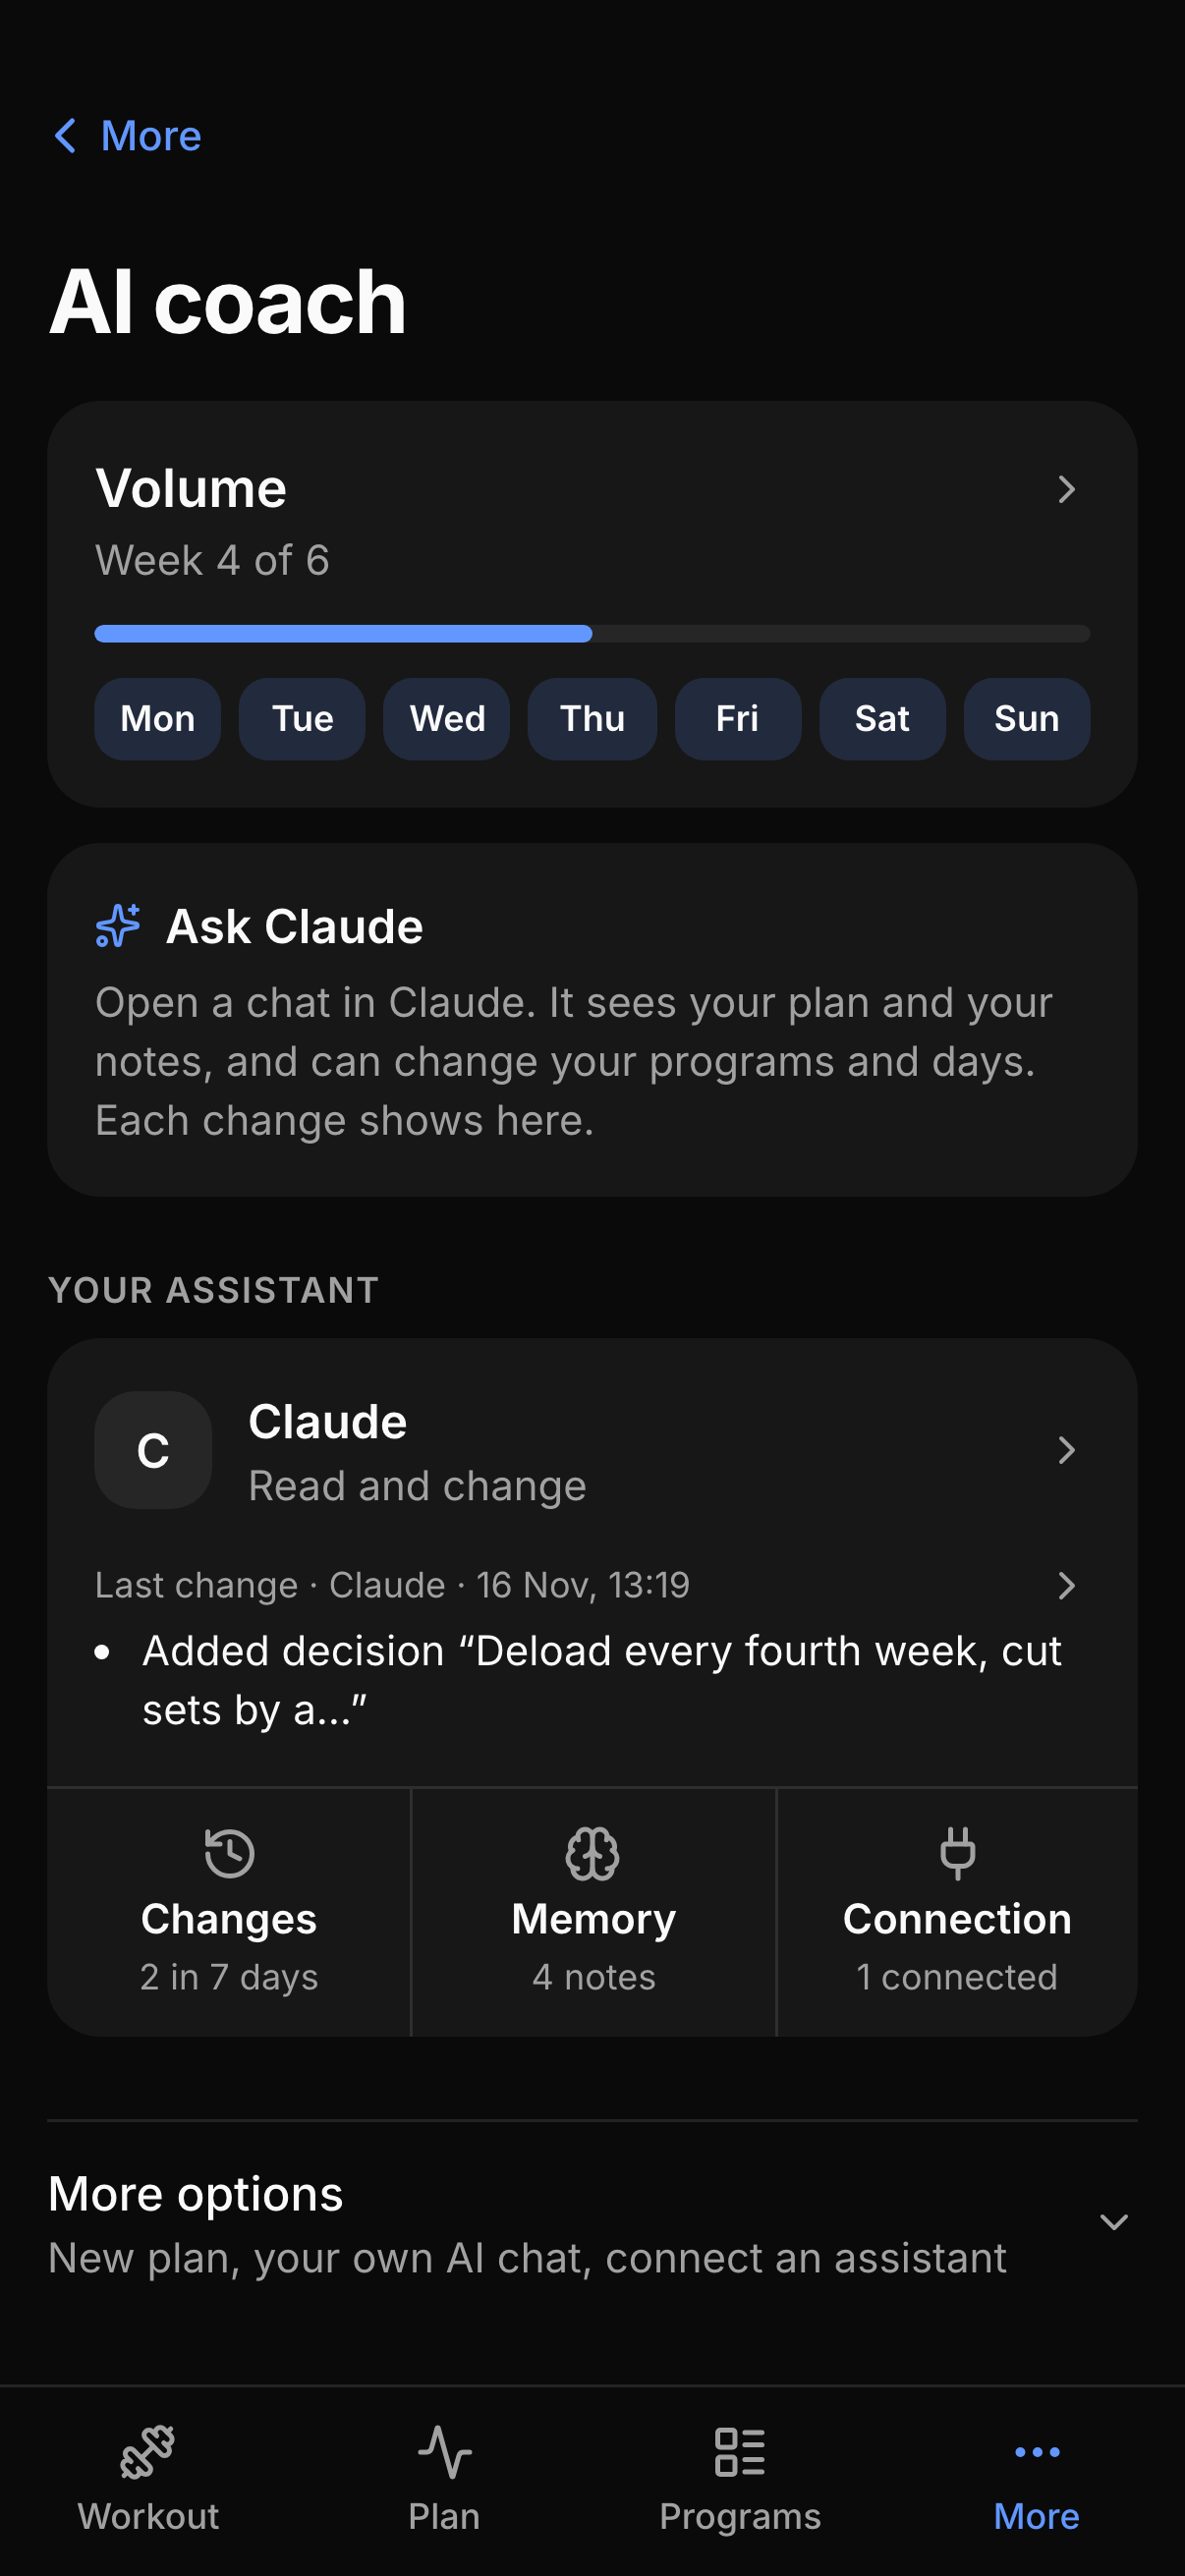 More
AI coach
Volume
Week 4 of 6
Mon Tue Wed Thu Fri Sat Sun
Ask Claude
Open a chat in Claude. It sees your plan and your
notes, and can change your programs and days.
Each change shows here.
YOUR ASSISTANT
C
Claude
Read and change
Last change · Claude · 16 Nov, 13:19
• Added decision “Deload every fourth week, cut
sets by a…”
Changes Memory Connection
2 in 7 days 4 notes 1 connected
More options
New plan, your own AI chat, connect an assistant
Workout Plan Programs More